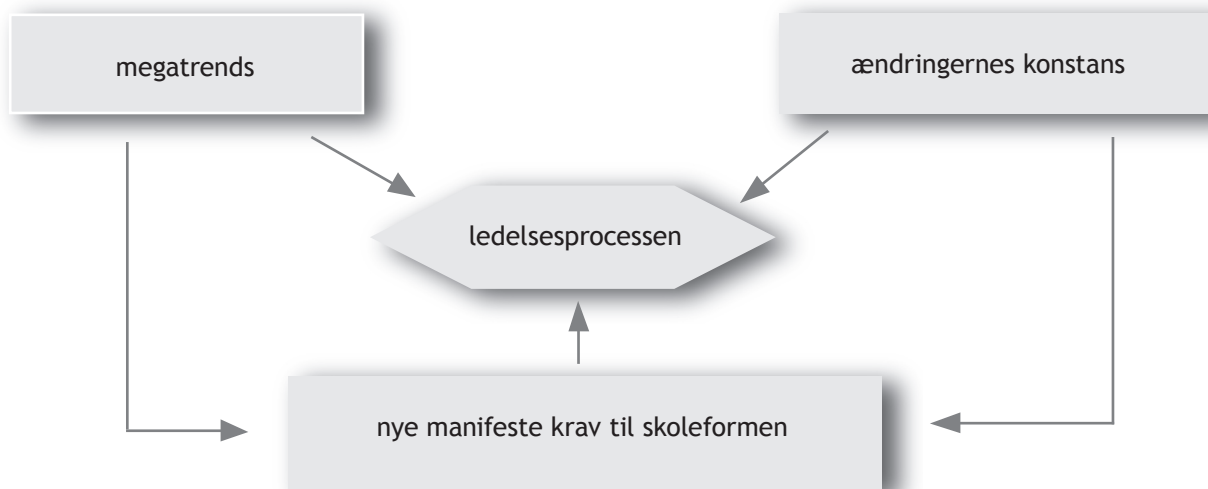 megatrends
ændringernes konstans
ledelsesprocessen
nye manifeste krav til skoleformen